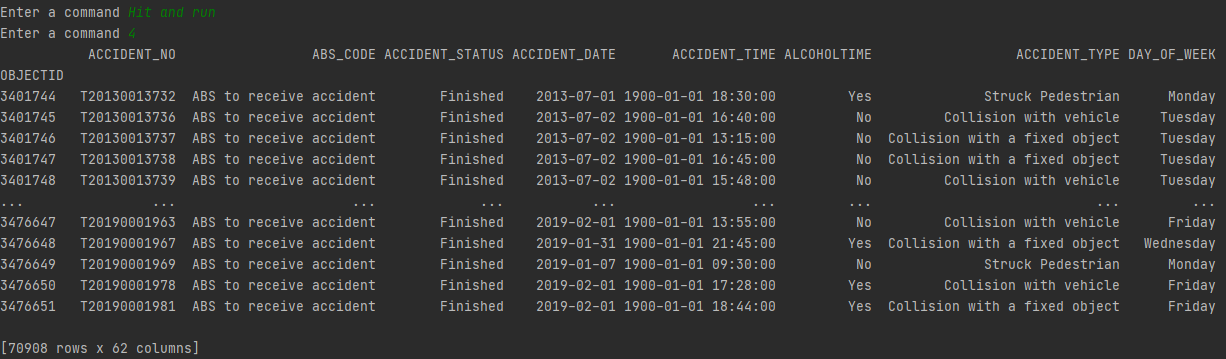 Enter a command Hit and run
Enter a command 4
ACCIDENT_NO ABS_CODE ACCIDENT_STATUS ACCIDENT_DATE ACCIDENT_TIME ALCOHOLTIME ACCIDENT_TYPE DAY_OF_WEEK
OBJECTID
3401744 T20130013732 ABS to receive accident Finished 2013-07-01 1900-01-01 18:30:00 Yes Struck Pedestrian Monday
3401745 T20130013736 ABS to receive accident Finished 2013-07-02 1900-01-01 16:40:00 No Collision with vehicle Tuesday
3401746 T20130013737 ABS to receive accident Finished 2013-07-02 1900-01-01 13:15:00 No Collision with a fixed object Tuesday
3401747 T20130013738 ABS to receive accident Finished 2013-07-02 1900-01-01 16:45:00 No Collision with a fixed object Tuesday
3401748 T20130013739 ABS to receive accident Finished 2013-07-02 1900-01-01 15:48:00 No Collision with vehicle Tuesday
... ... ... ... ... ... ... ... ...
3476647 T20190001963 ABS to receive accident Finished 2019-02-01 1900-01-01 13:55:00 No Collision with vehicle Friday
3476648 T20190001967 ABS to receive accident Finished 2019-01-31 1900-01-01 21:45:00 Yes Collision with a fixed object Wednesday
3476649 T20190001969 ABS to receive accident Finished 2019-01-07 1900-01-01 09:30:00 No Struck Pedestrian Monday
3476650 T20190001978 ABS to receive accident Finished 2019-02-01 1900-01-01 17:28:00 Yes Collision with vehicle Friday
3476651 T20190001981 ABS to receive accident Finished 2019-02-01 1900-01-01 18:44:00 Yes Collision with a fixed object Friday
[70908 rows x 62 columns]